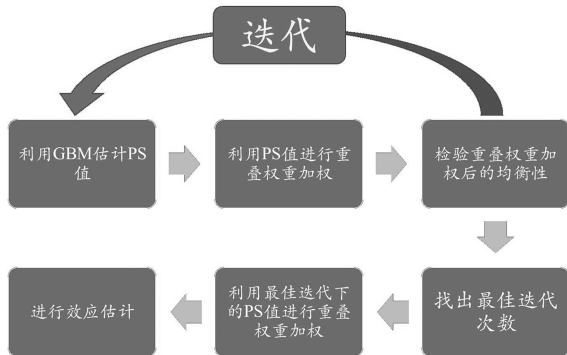 迭代
利用GBM估计PS
值
利用PS值进行重
叠权重加权
检验重叠权重加
权后的均衡性
找出最佳迭代
次数
利用最佳迭代下
的PS值进行重叠
权重加权
进行效应估计